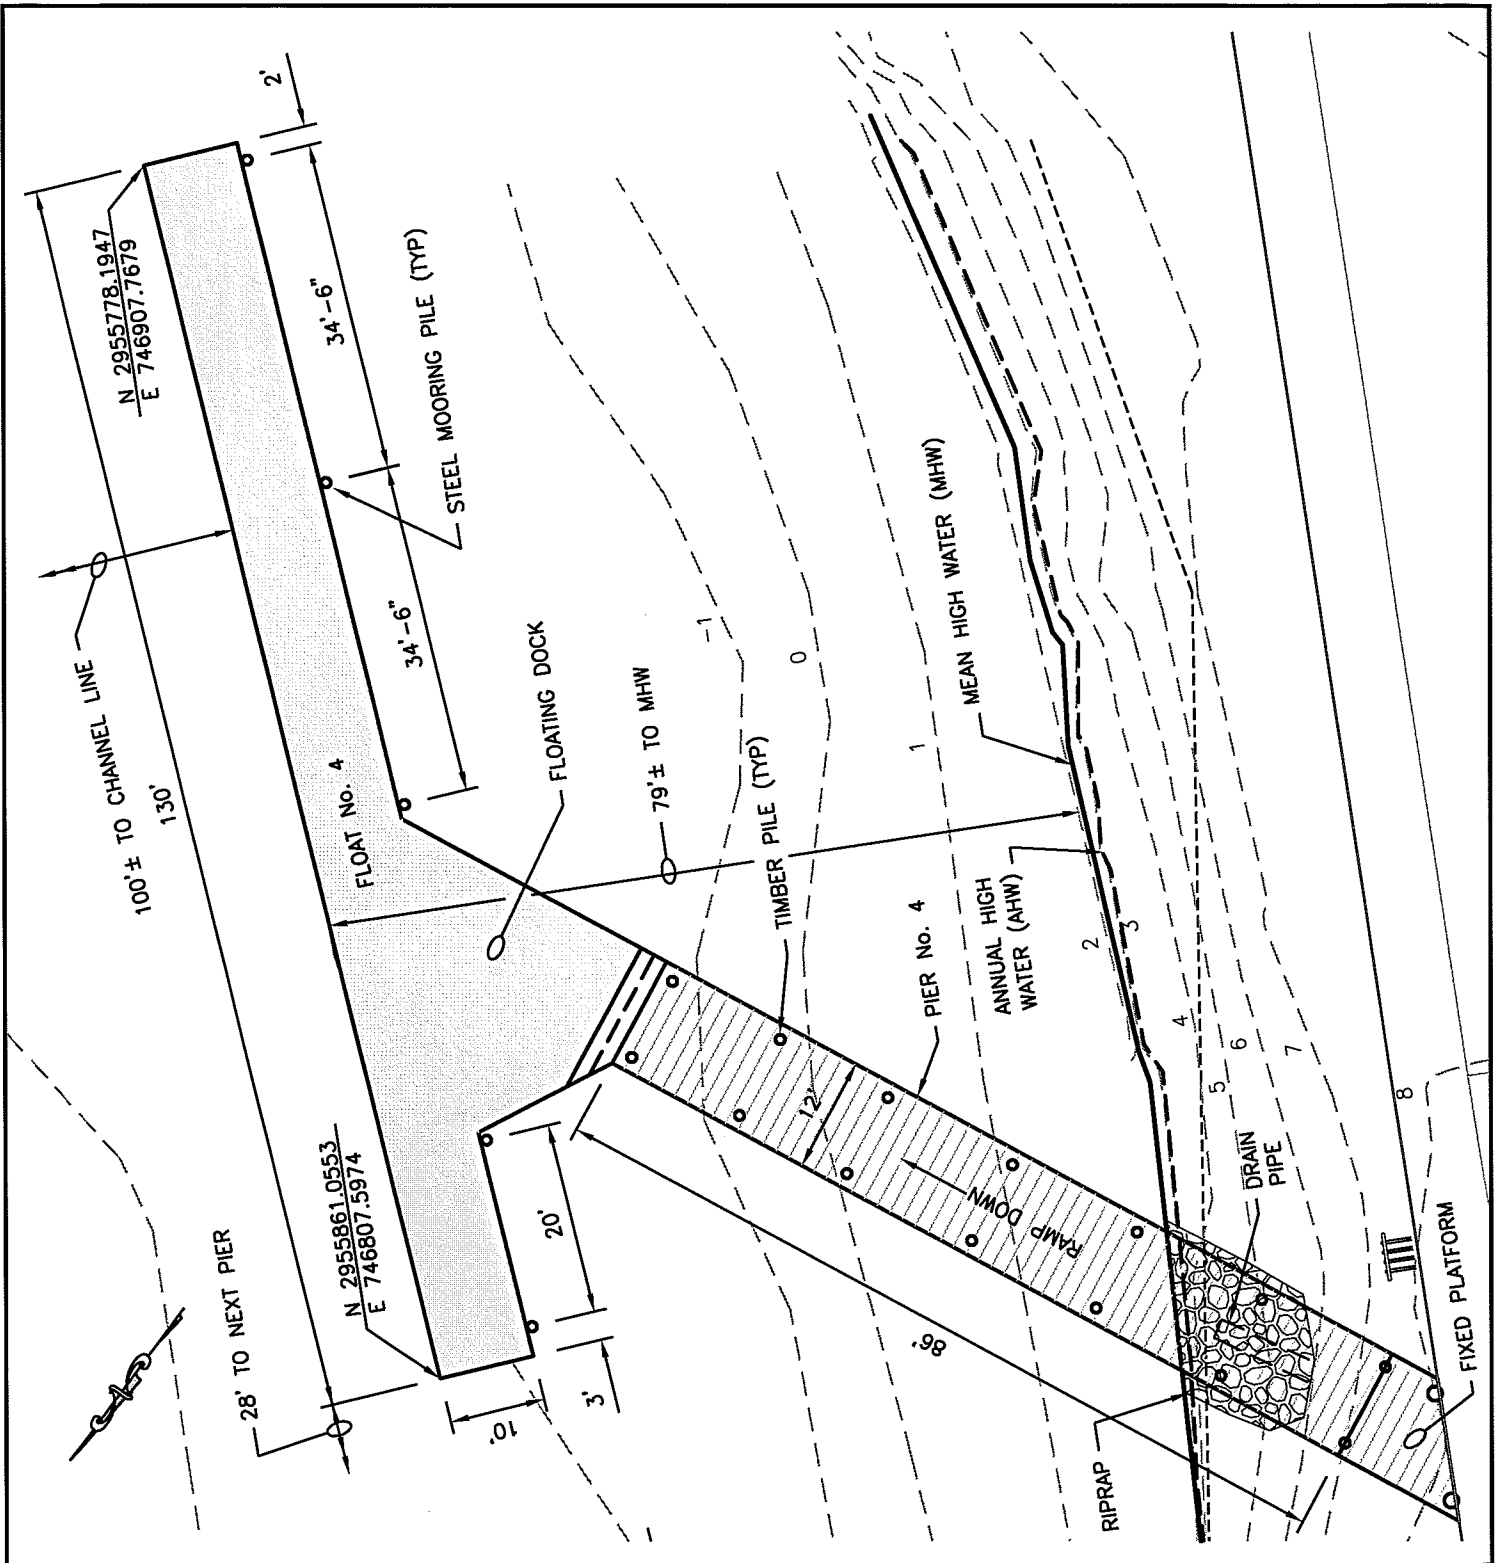 2'
N 2955778.1947
E 746907.7679
34'-6"
STEEL MOORING PILE (TYP)
100'± TO CHANNEL LINE
130'
34'-6"
FLOAT No. 4
FLOATING DOCK
79'± TO MHW
TIMBER PILE (TYP)
-1
0
1
MEAN HIGH WATER (MHW)
PIER No. 4
ANNUAL HIGH
WATER (AHW)
2
3
4
5
6
7
8
28' TO NEXT PIER
N 2955861.0553
E 746807.5974
12'
20'
3'
10'
RAMP DOWN
86'
DRAIN
PIPE
RIPRAP
FIXED PLATFORM